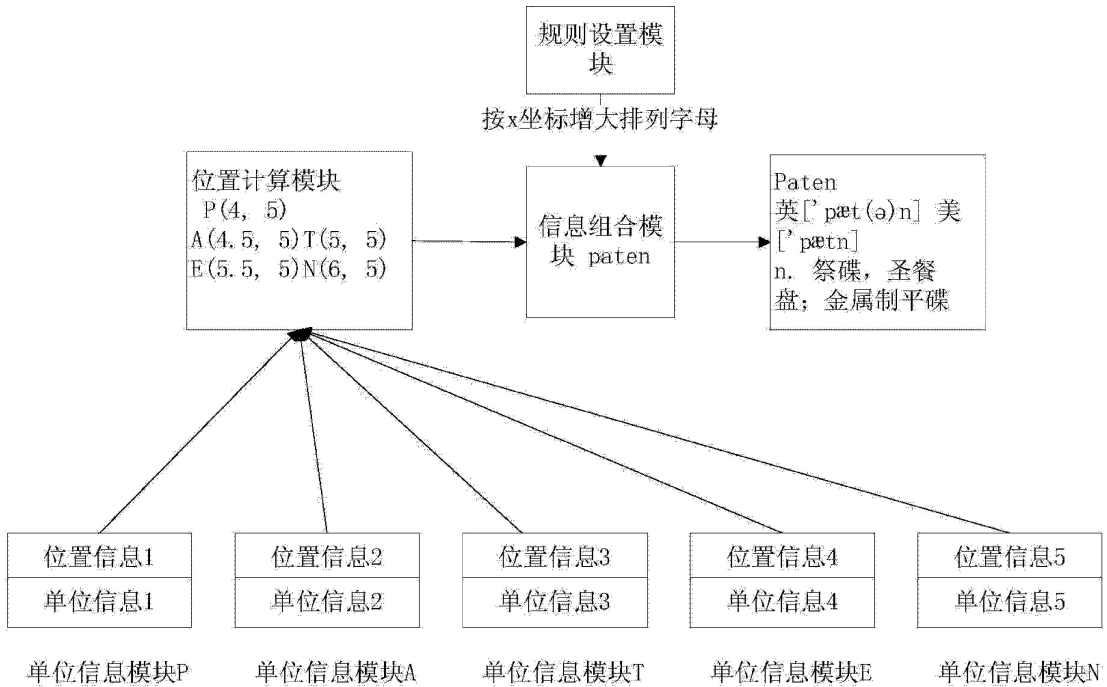 规则设置模
块
按x坐标增大排列字母
位置计算模块
P(4, 5)
A(4.5, 5)T(5, 5)
E(5.5, 5)N(6, 5)
信息组合模
块 paten
Paten
英['pæt(ə)n] 美
['pætn]
n. 祭碟，圣餐
盘；金属制平碟
位置信息1
单位信息1
单位信息模块P
位置信息2
单位信息2
单位信息模块A
位置信息3
单位信息3
单位信息模块T
位置信息4
单位信息4
单位信息模块E
位置信息5
单位信息5
单位信息模块N